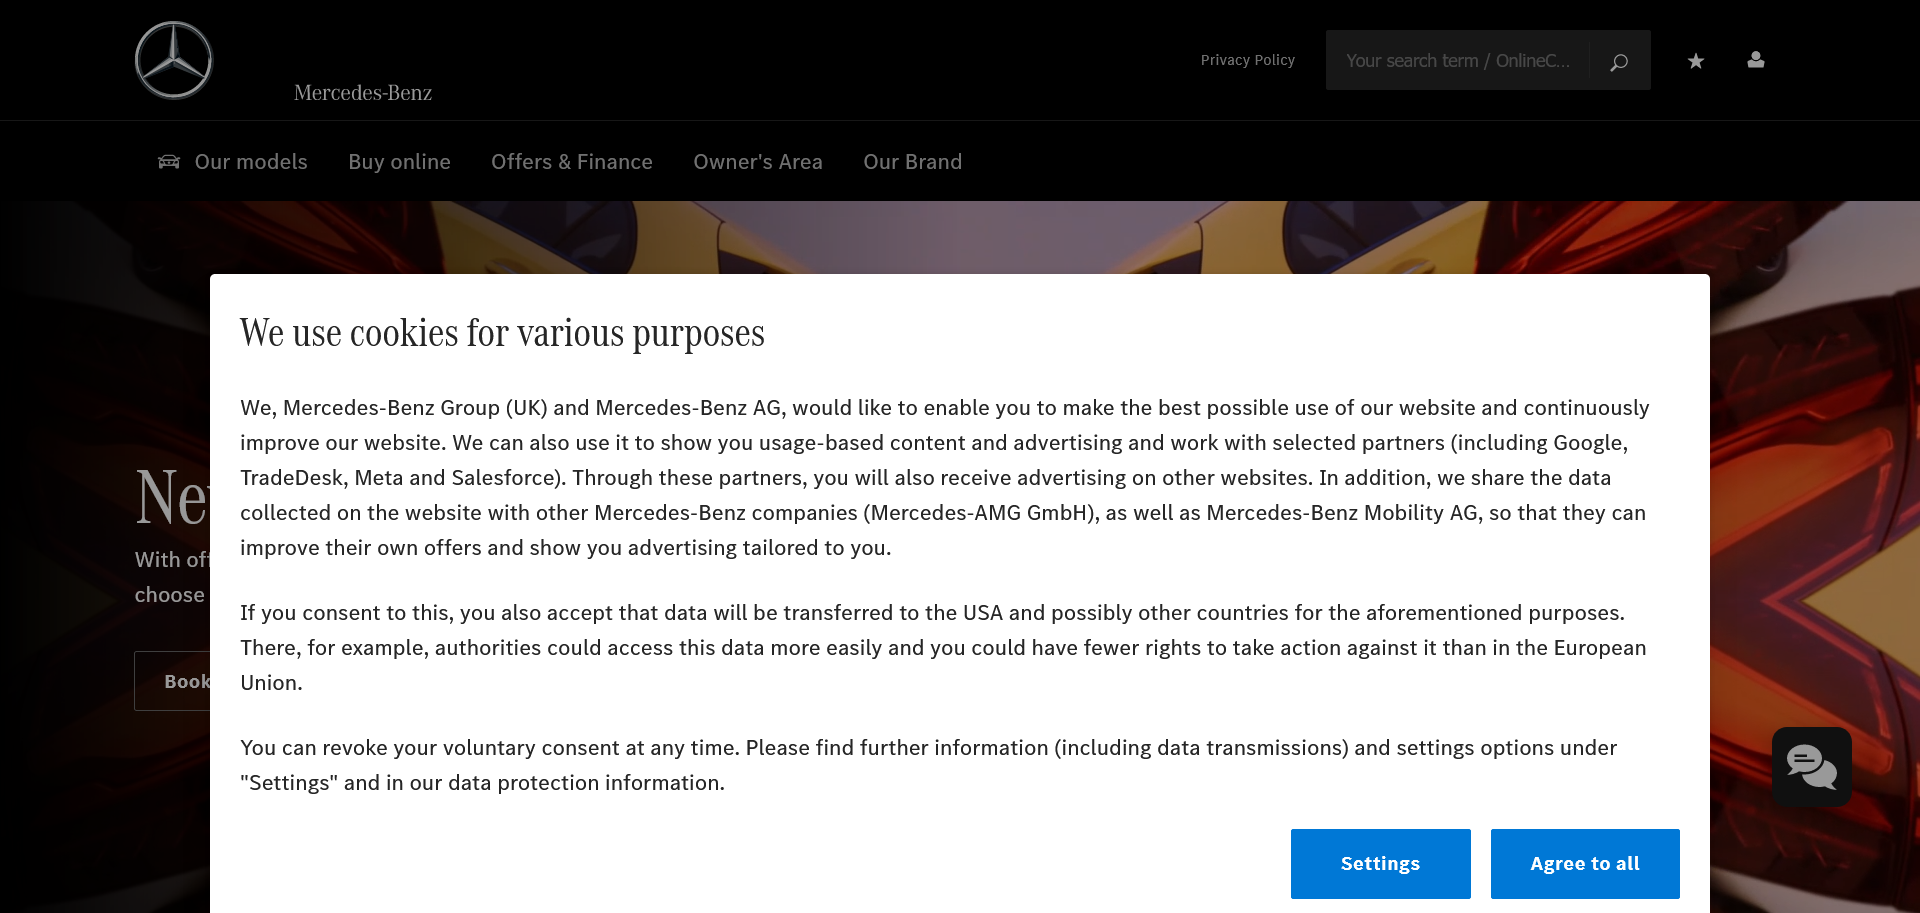 Mercedes-Benz
Privacy Policy
Your search term / OnlineC...
Our models
Buy online
Offers & Finance
Owner's Area
Our Brand
We use cookies for various purposes
We, Mercedes-Benz Group (UK) and Mercedes-Benz AG, would like to enable you to make the best possible use of our website and continuously
improve our website. We can also use it to show you usage-based content and advertising and work with selected partners (including Google,
TradeDesk, Meta and Salesforce). Through these partners, you will also receive advertising on other websites. In addition, we share the data
collected on the website with other Mercedes-Benz companies (Mercedes-AMG GmbH), as well as Mercedes-Benz Mobility AG, so that they can
improve their own offers and show you advertising tailored to you.
If you consent to this, you also accept that data will be transferred to the USA and possibly other countries for the aforementioned purposes.
There, for example, authorities could access this data more easily and you could have fewer rights to take action against it than in the European
Union.
You can revoke your voluntary consent at any time. Please find further information (including data transmissions) and settings options under
"Settings" and in our data protection information.
With
choose
Book
Settings
Agree to all